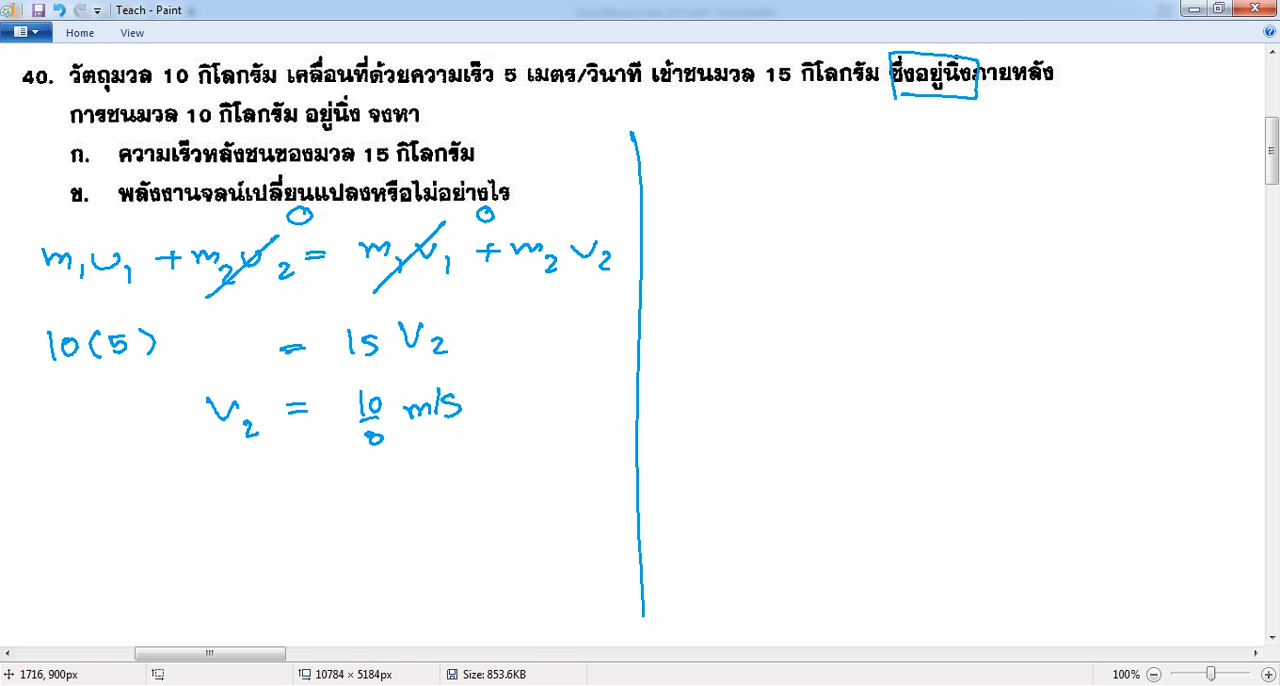 Teach - Paint
Home View
40. วัตถุมวล 10 กิโลกรัม เคลื่อนที่ด้วยความเร็ว 5 เมตร/วินาที เข้าชนมวล 15 กิโลกรัม ซึ่งอยู่นิ่งภายหลัง
การชนมวล 10 กิโลกรัม อยู่นิ่ง จงหา
ก. ความเร็วหลังชนของมวล 15 กิโลกรัม
ข. พลังงานจลน์เปลี่ยนแปลงหรือไม่อย่างไร
0 0
m₁u₁ + m₂u₂ = m₁v₁ + m₂v₂
10(5) = 15 V₂
V₂ = 10/0 m/s
1716, 900px 10784 × 5184px Size: 853.6KB 100%